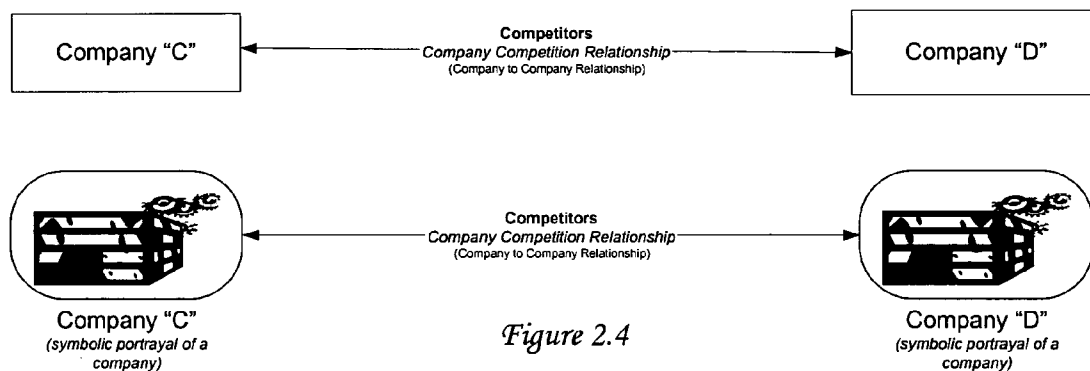 Company “C”
Competitors
Company Competition Relationship
(Company to Company Relationship)
Company “D”
Competitors
Company Competition Relationship
(Company to Company Relationship)
Company “C”
(symbolic portrayal of a
company)
Figure 2.4
Company “D”
(symbolic portrayal of a
company)